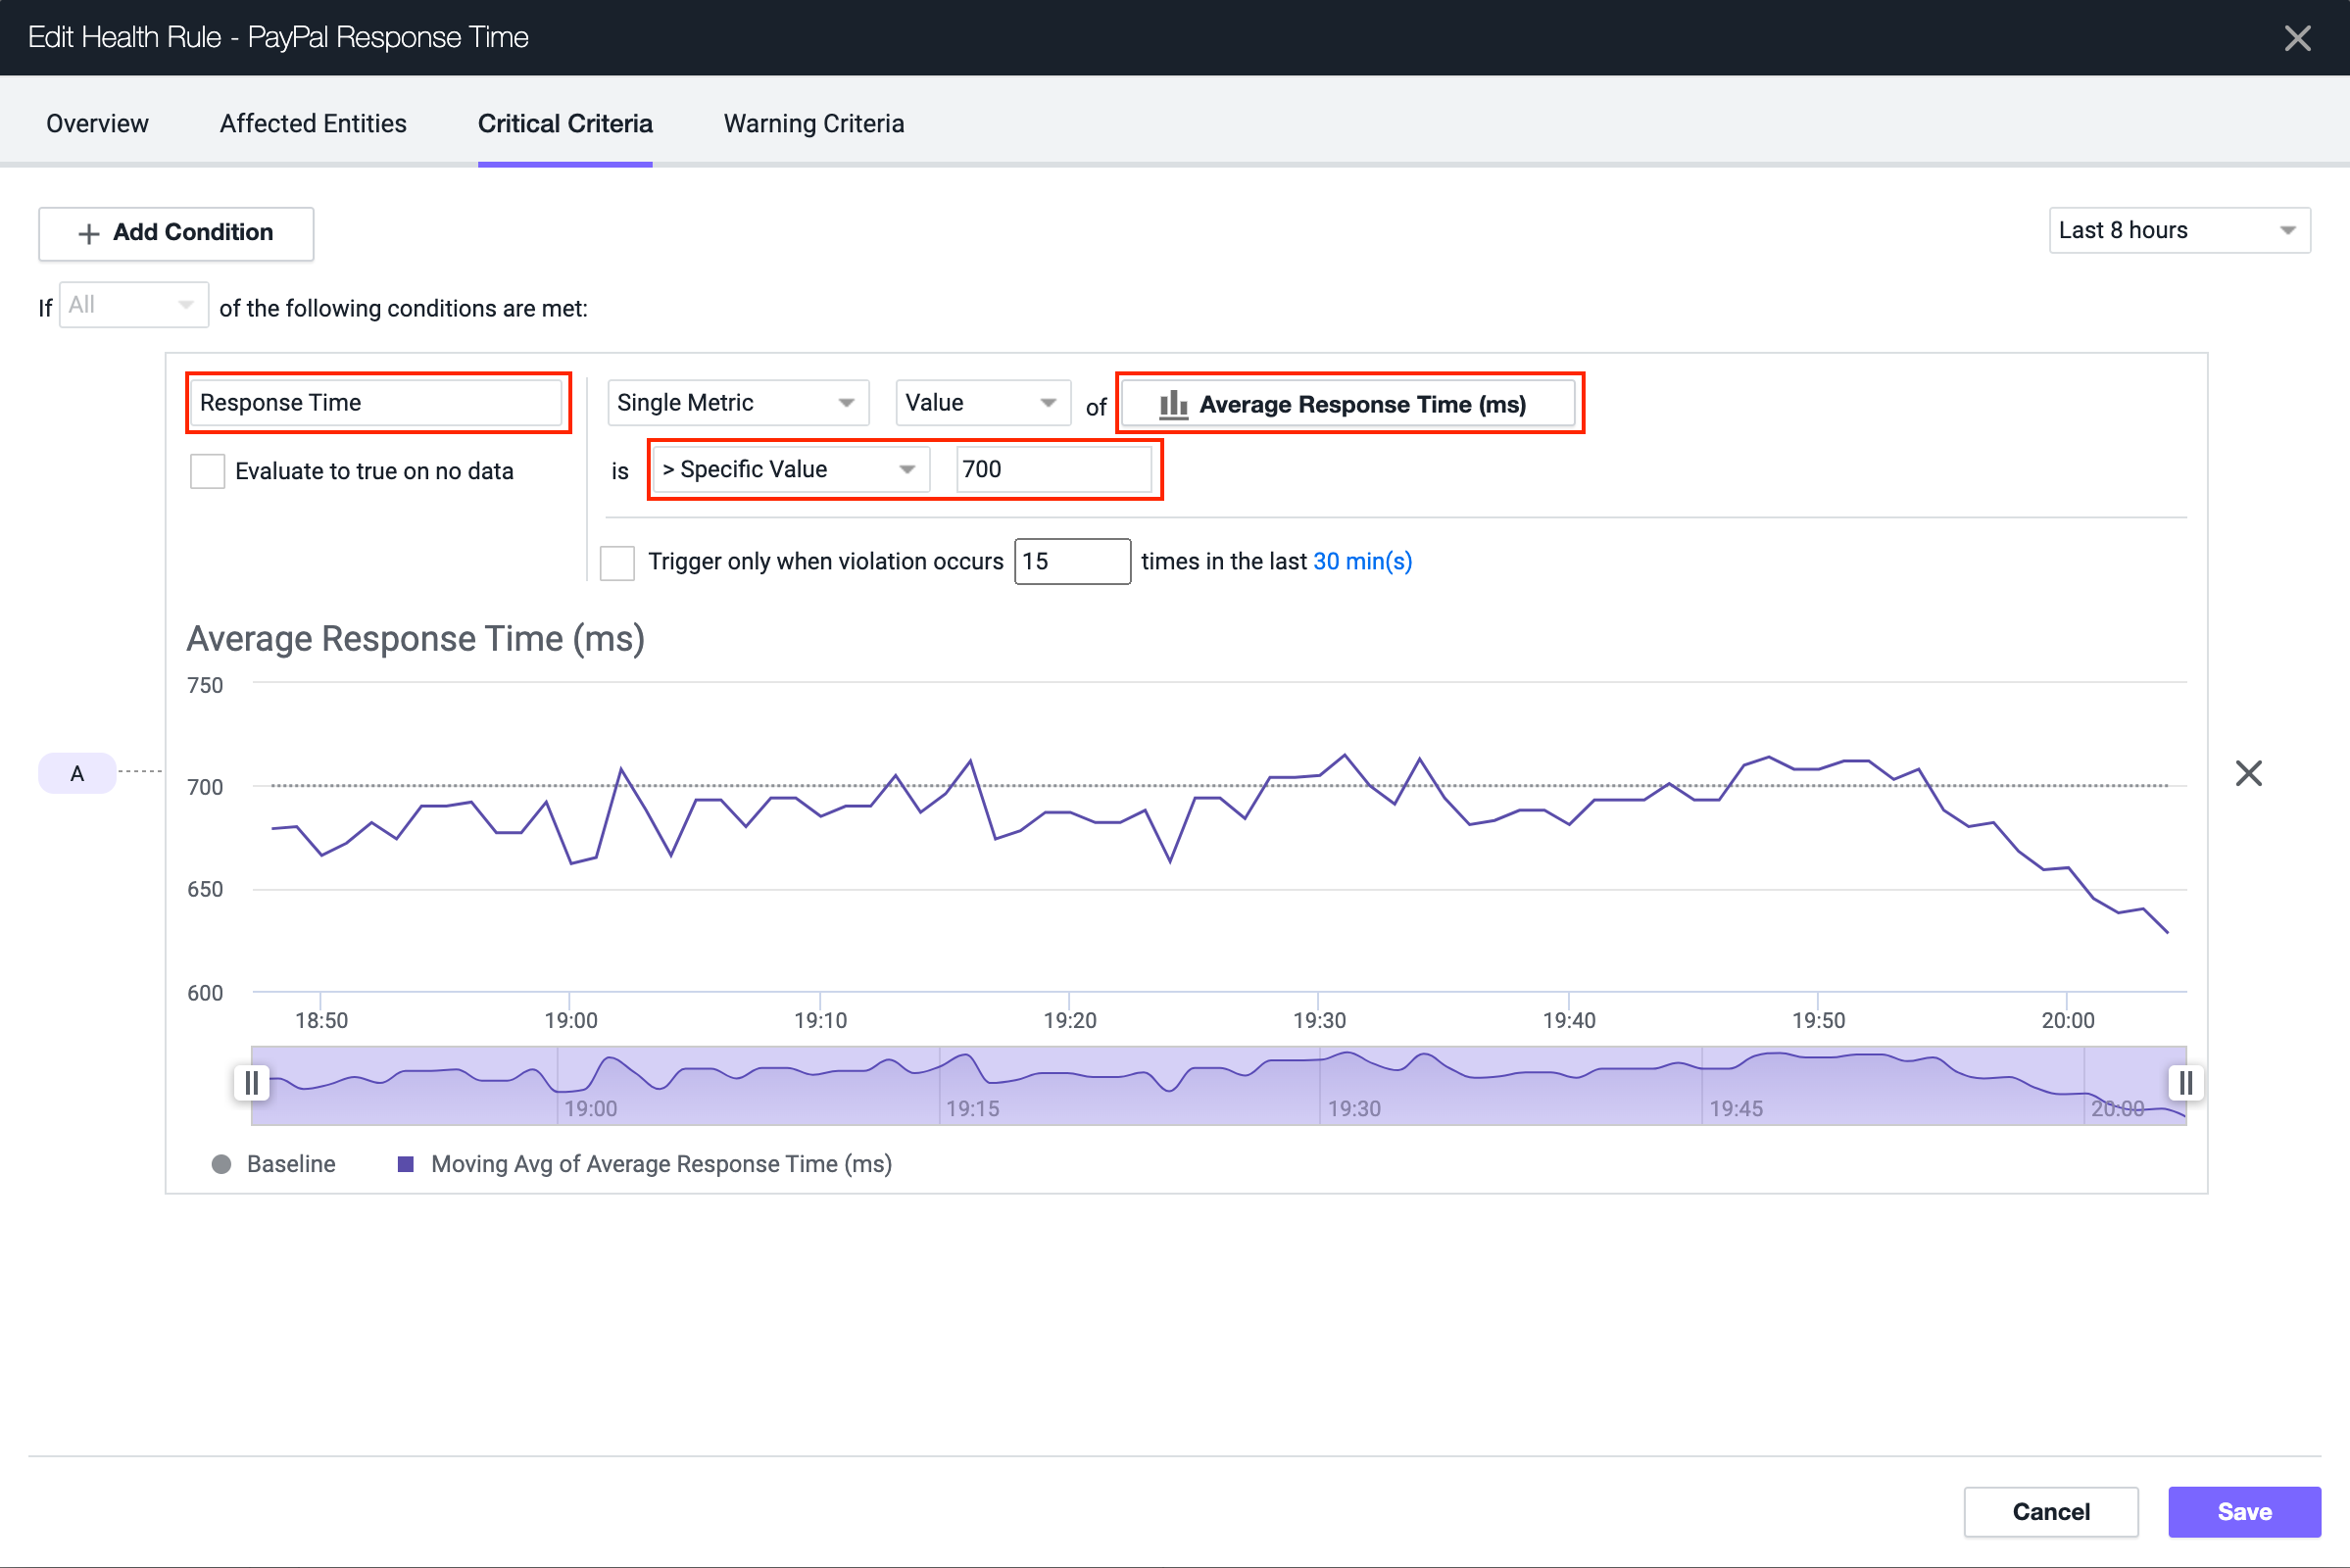 Edit Health Rule - PayPal Response Time
Overview Affected Entities Critical Criteria Warning Criteria
+ Add Condition
Last 8 hours
If All of the following conditions are met:
Response Time Single Metric Value of Average Response Time (ms)
Evaluate to true on no data is > Specific Value 700
Trigger only when violation occurs 15 times in the last 30 min(s)
Average Response Time (ms)
750
A
700
650
600
18:50 19:00 19:10 19:20 19:30 19:40 19:50 20:00
19:00 19:15 19:30 19:45 20:00
Baseline Moving Avg of Average Response Time (ms)
Cancel Save